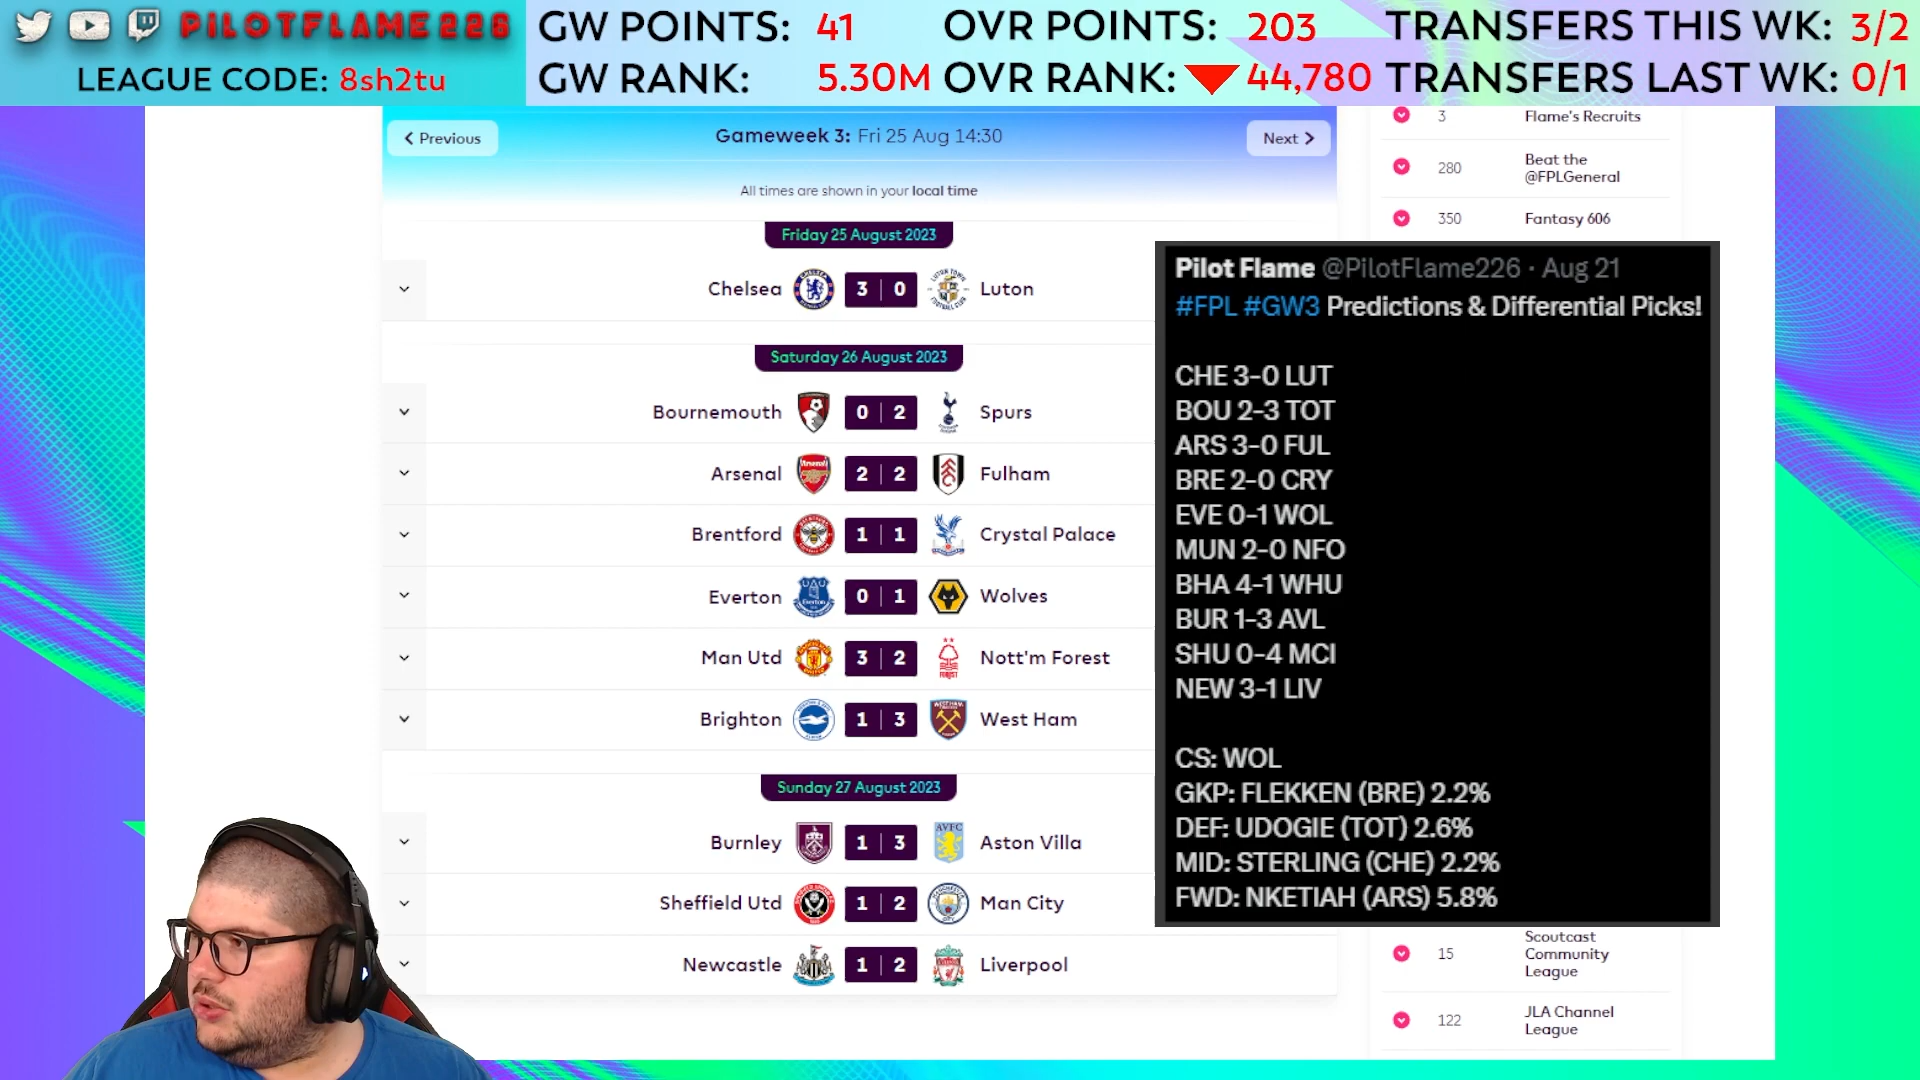 PILOTFLAME226
LEAGUE CODE: 8sh2tu
GW POINTS: 41
GW RANK: 5.30M
OVR POINTS: 203
OVR RANK: 44,780
TRANSFERS THIS WK: 3/2
TRANSFERS LAST WK: 0/1
Previous
Gameweek 3: Fri 25 Aug 14:30
Next
All times are shown in your local time
Friday 25 August 2023
Chelsea 3 | 0 Luton
Saturday 26 August 2023
Bournemouth 0 | 2 Spurs
Arsenal 2 | 2 Fulham
Brentford 1 | 1 Crystal Palace
Everton 0 | 1 Wolves
Man Utd 3 | 2 Nott'm Forest
Brighton 1 | 3 West Ham
Sunday 27 August 2023
Burnley 1 | 3 Aston Villa
Sheffield Utd 1 | 2 Man City
Newcastle 1 | 2 Liverpool
3 Flame's Recruits
280 Beat the
@FPLGeneral
350 Fantasy 606
Pilot Flame @PilotFlame226 · Aug 21
#FPL #GW3 Predictions & Differential Picks!
CHE 3-0 LUT
BOU 2-3 TOT
ARS 3-0 FUL
BRE 2-0 CRY
EVE 0-1 WOL
MUN 2-0 NFO
BHA 4-1 WHU
BUR 1-3 AVL
SHU 0-4 MCI
NEW 3-1 LIV
CS: WOL
GKP: FLEKKEN (BRE) 2.2%
DEF: UDOGIE (TOT) 2.6%
MID: STERLING (CHE) 2.2%
FWD: NKETIAH (ARS) 5.8%
15 Scoutcast
Community
League
122 JLA Channel
League